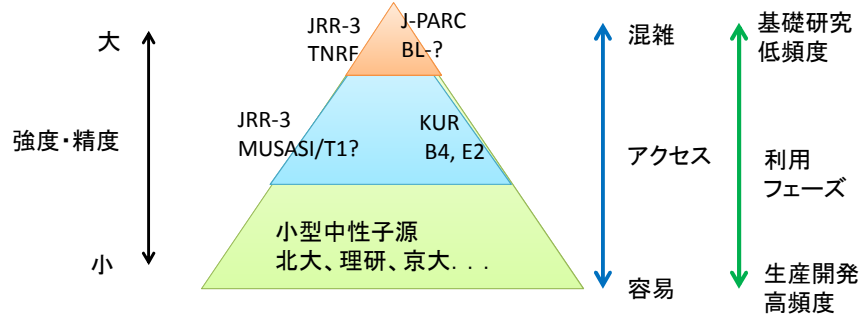 大
強度・精度
小
JRR-3
TNRF
J-PARC
BL-?
JRR-3
MUSASI/T1?
KUR
B4, E2
小型中性子源
北大、理研、京大. . .
混雑
アクセス
容易
基礎研究
低頻度
利用
フェーズ
生産開発
高頻度